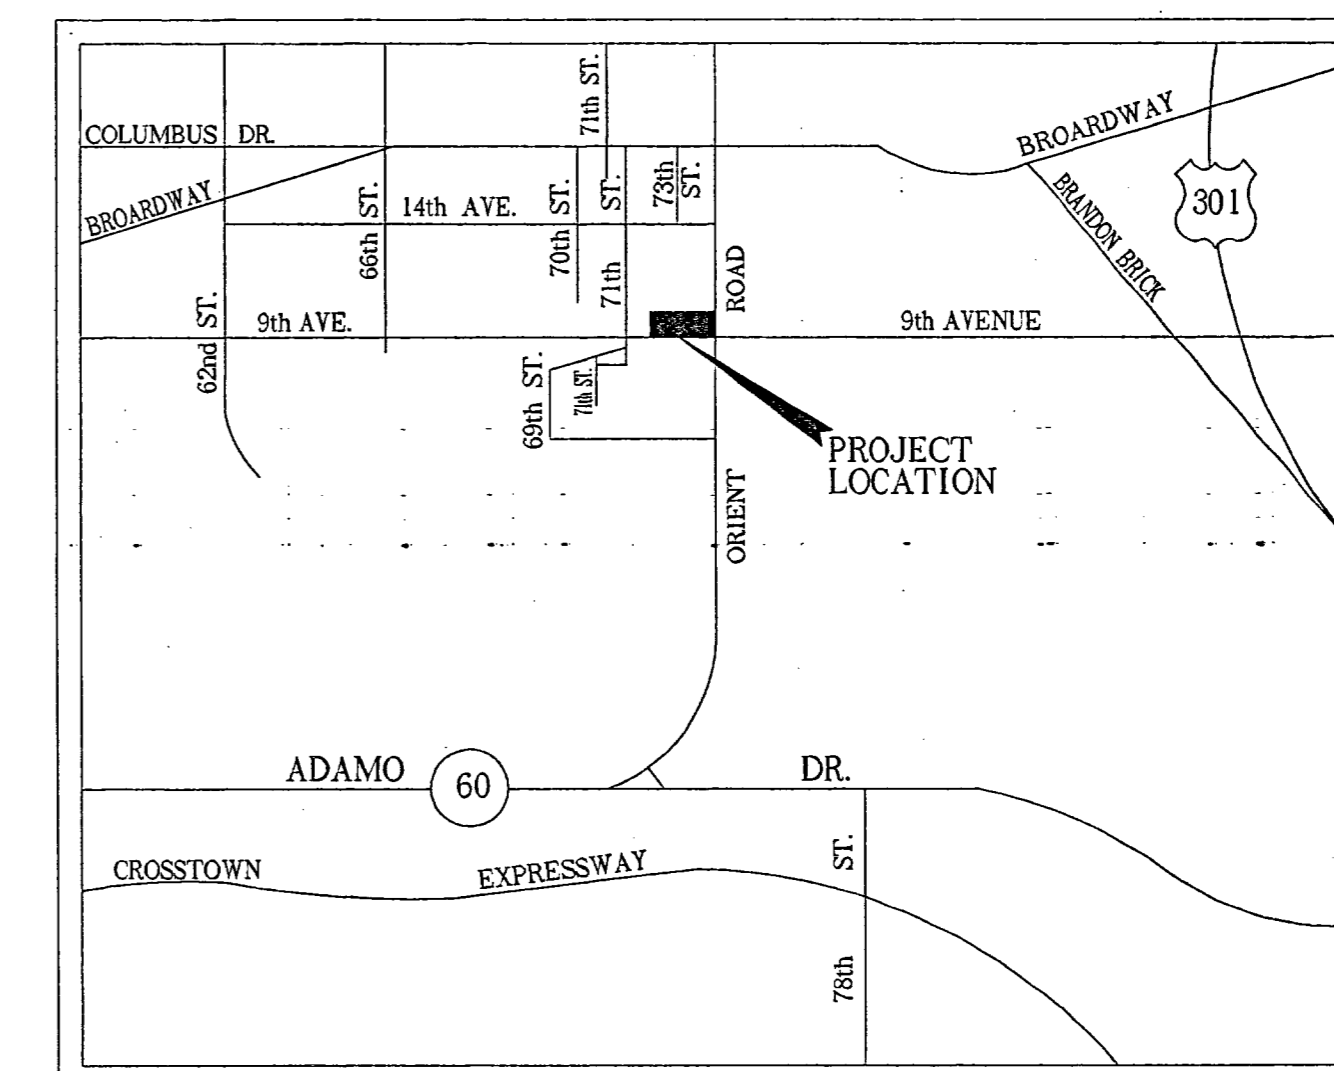 71th ST.
COLUMBUS DR.
BROARDWAY
BROARDWAY
66th ST.
14th AVE.
70th ST.
71th ST.
73th ST.
BRANDON BRICK
301
ROAD
62nd ST.
9th AVE.
9th AVENUE
69th ST.
71th ST.
PROJECT
LOCATION
ORIENT
ADAMO 60 DR.
CROSSTOWN EXPRESSWAY
78th ST.